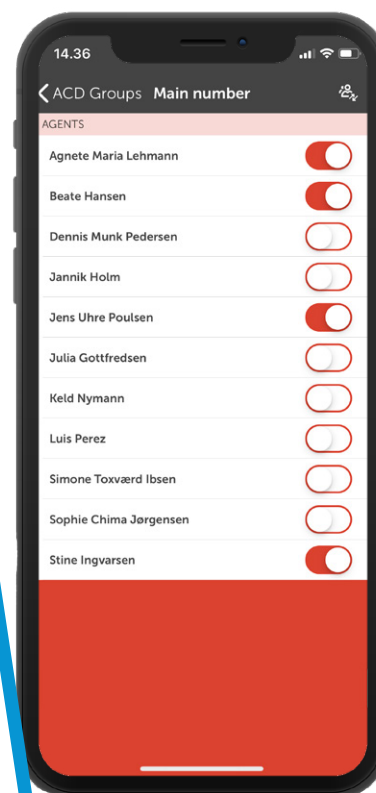 14.36
ACD Groups Main number
AGENTS
Agnete Maria Lehmann
Beate Hansen
Dennis Munk Pedersen
Jannik Holm
Jens Uhre Poulsen
Julia Gottfredsen
Keld Nymann
Luis Perez
Simone Toxværd Ibsen
Sophie Chima Jørgensen
Stine Ingvarsen